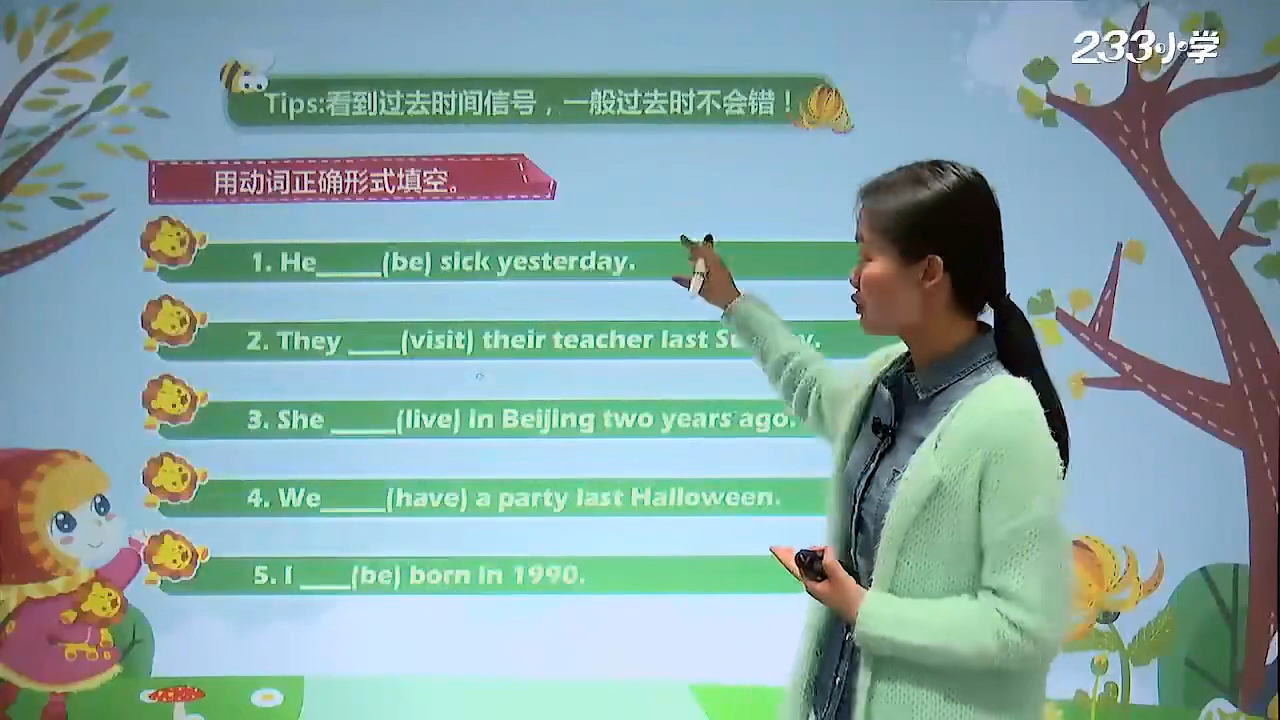 233小学
Tips:看到过去时间信号，一般过去时不会错！
用动词正确形式填空。
1. He____(be) sick yesterday.
2. They ____(visit) their teacher last
3. She _____(live) in Beijing two years ago.
4. We_____(have) a party last Halloween.
5. I ____(be) born in 1990.